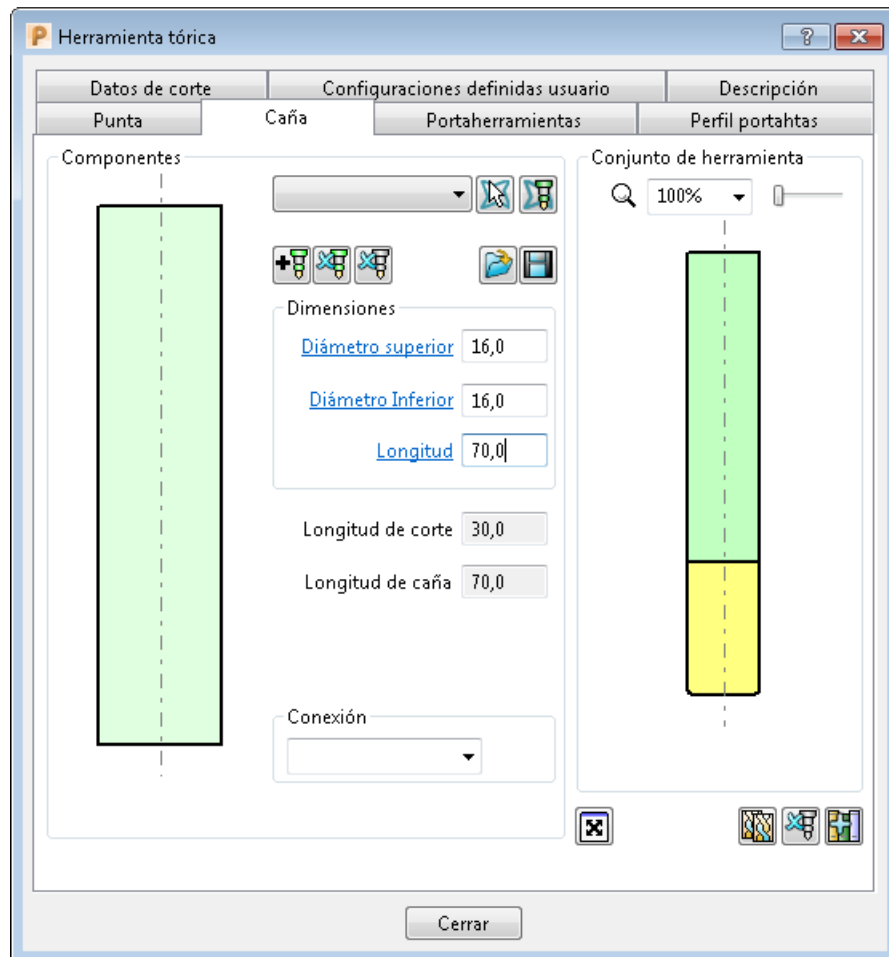 Herramienta tórica
Datos de corte Configuraciones definidas usuario Descripción
Punta Caña Portaherramientas Perfil portahtas
Componentes
Conjunto de herramienta
100%
Dimensiones
Diámetro superior 16,0
Diámetro Inferior 16,0
Longitud 70,0
Longitud de corte 30,0
Longitud de caña 70,0
Conexión
Cerrar